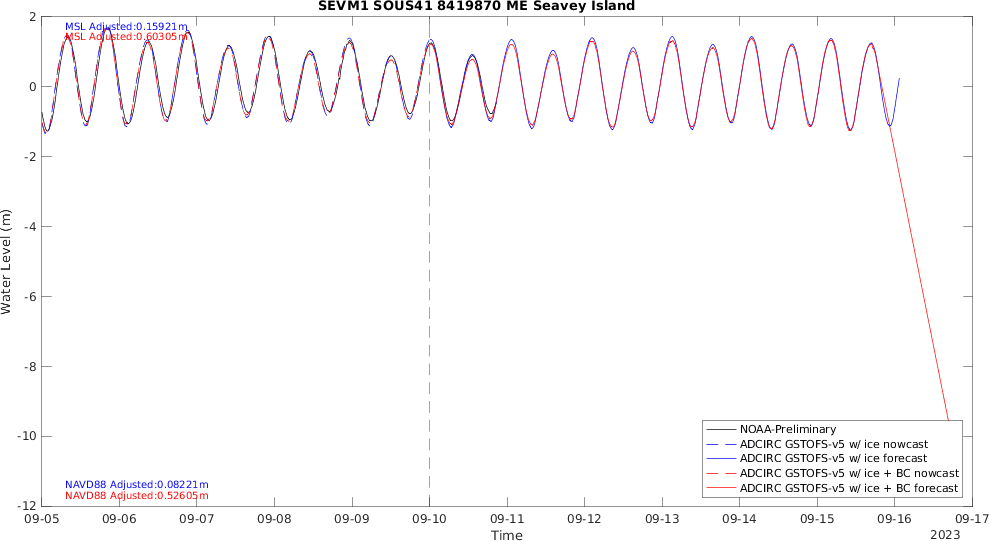 SEVM1 SOUS41 8419870 ME Seavey Island
MSL Adjusted:0.15921m
MSL Adjusted:0.60305m
2
0
-2
-4
-6
-8
-10
-12
Water Level (m)
NAVD88 Adjusted:0.08221m
NAVD88 Adjusted:0.52605m
NOAA-Preliminary
ADCIRC GSTOFS-v5 w/ ice nowcast
ADCIRC GSTOFS-v5 w/ ice forecast
ADCIRC GSTOFS-v5 w/ ice + BC nowcast
ADCIRC GSTOFS-v5 w/ ice + BC forecast
09-05 09-06 09-07 09-08 09-09 09-10 09-11 09-12 09-13 09-14 09-15 09-16 09-17
Time
2023